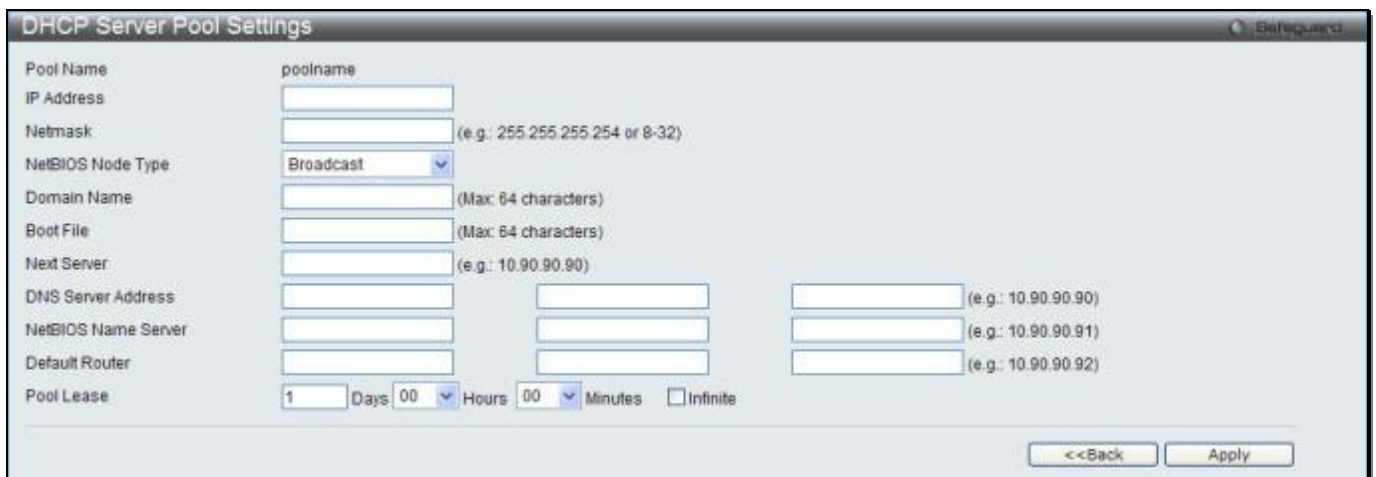 DHCP Server Pool Settings Safeguard
Pool Name poolname
IP Address
Netmask (e.g.: 255.255.255.254 or 8-32)
NetBIOS Node Type Broadcast
Domain Name (Max: 64 characters)
Boot File (Max: 64 characters)
Next Server (e.g.: 10.90.90.90)
DNS Server Address (e.g.: 10.90.90.90)
NetBIOS Name Server (e.g.: 10.90.90.91)
Default Router (e.g.: 10.90.90.92)
Pool Lease 1 Days 00 Hours 00 Minutes Infinite
<<Back Apply